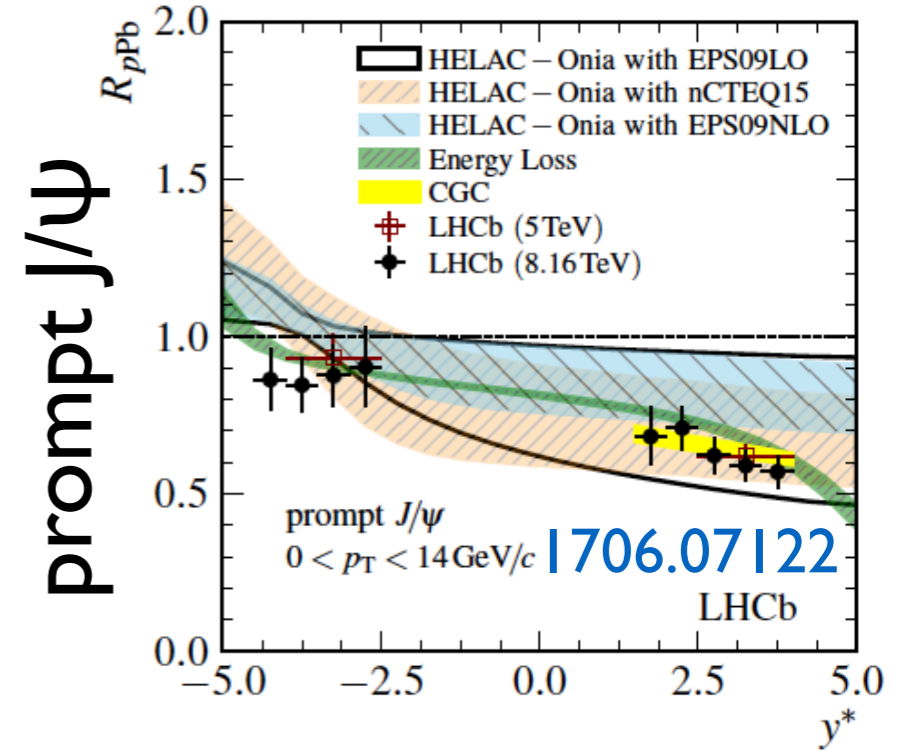 prompt J/ψ
R_{pPb}
2.0
1.5
1.0
0.5
0.0
HELAC − Onia with EPS09LO
HELAC − Onia with nCTEQ15
HELAC − Onia with EPS09NLO
Energy Loss
CGC
LHCb (5TeV)
LHCb (8.16TeV)
prompt J/ψ
0 < p_T < 14 GeV/c
1706.07122
LHCb
−5.0 −2.5 0.0 2.5 5.0
y*